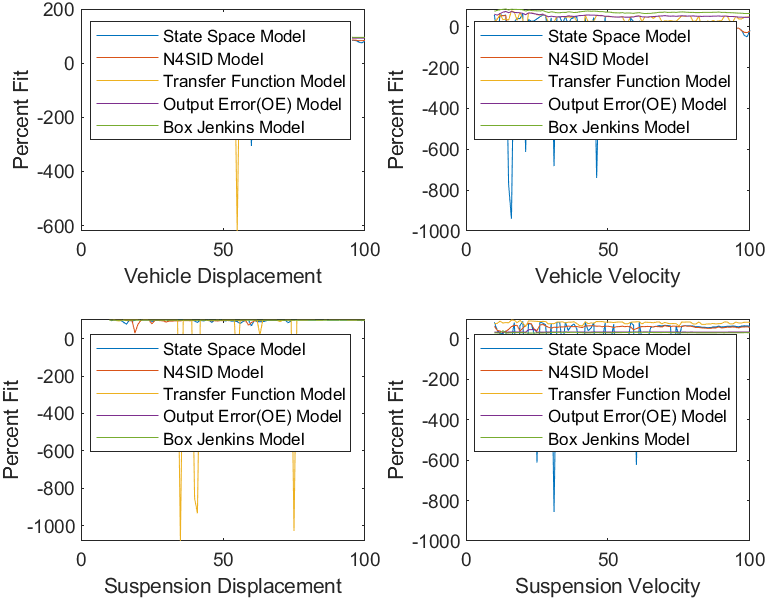 200
0
-200
-400
-600
0
50
100
Percent Fit
Vehicle Displacement
State Space Model
N4SID Model
Transfer Function Model
Output Error(OE) Model
Box Jenkins Model
0
-200
-400
-600
-800
-1000
0
50
100
Percent Fit
Vehicle Velocity
State Space Model
N4SID Model
Transfer Function Model
Output Error(OE) Model
Box Jenkins Model
0
-200
-400
-600
-800
-1000
0
50
100
Percent Fit
Suspension Displacement
State Space Model
N4SID Model
Transfer Function Model
Output Error(OE) Model
Box Jenkins Model
0
-200
-400
-600
-800
-1000
0
50
100
Percent Fit
Suspension Velocity
State Space Model
N4SID Model
Transfer Function Model
Output Error(OE) Model
Box Jenkins Model